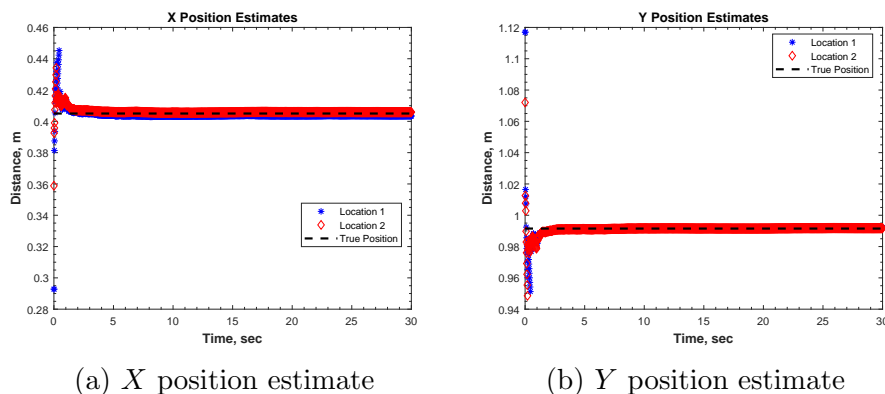 X Position Estimates
0.46
0.44
0.42
0.4
0.38
0.36
0.34
0.32
0.3
0.28
Distance, m
Location 1
Location 2
True Position
0 5 10 15 20 25 30
Time, sec
(a) X position estimate
Y Position Estimates
1.12
1.1
1.08
1.06
1.04
1.02
1
0.98
0.96
0.94
Distance, m
Location 1
Location 2
True Position
0 5 10 15 20 25 30
Time, sec
(b) Y position estimate